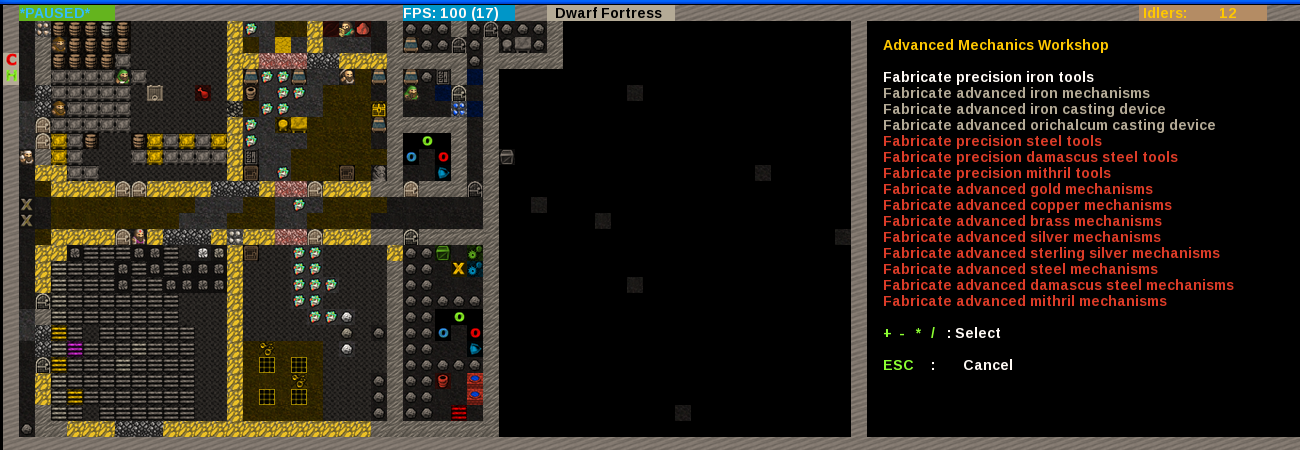 *PAUSED* FPS: 100 (17) Dwarf Fortress Idlers: 12
Advanced Mechanics Workshop
C
Fabricate precision iron tools
H
Fabricate advanced iron mechanisms
Fabricate advanced iron casting device
Fabricate advanced orichalcum casting device
Fabricate precision steel tools
Fabricate precision damascus steel tools
Fabricate precision mithril tools
Fabricate advanced gold mechanisms
Fabricate advanced copper mechanisms
Fabricate advanced brass mechanisms
Fabricate advanced silver mechanisms
Fabricate advanced sterling silver mechanisms
Fabricate advanced steel mechanisms
Fabricate advanced damascus steel mechanisms
Fabricate advanced mithril mechanisms
+ - * / : Select
ESC : Cancel